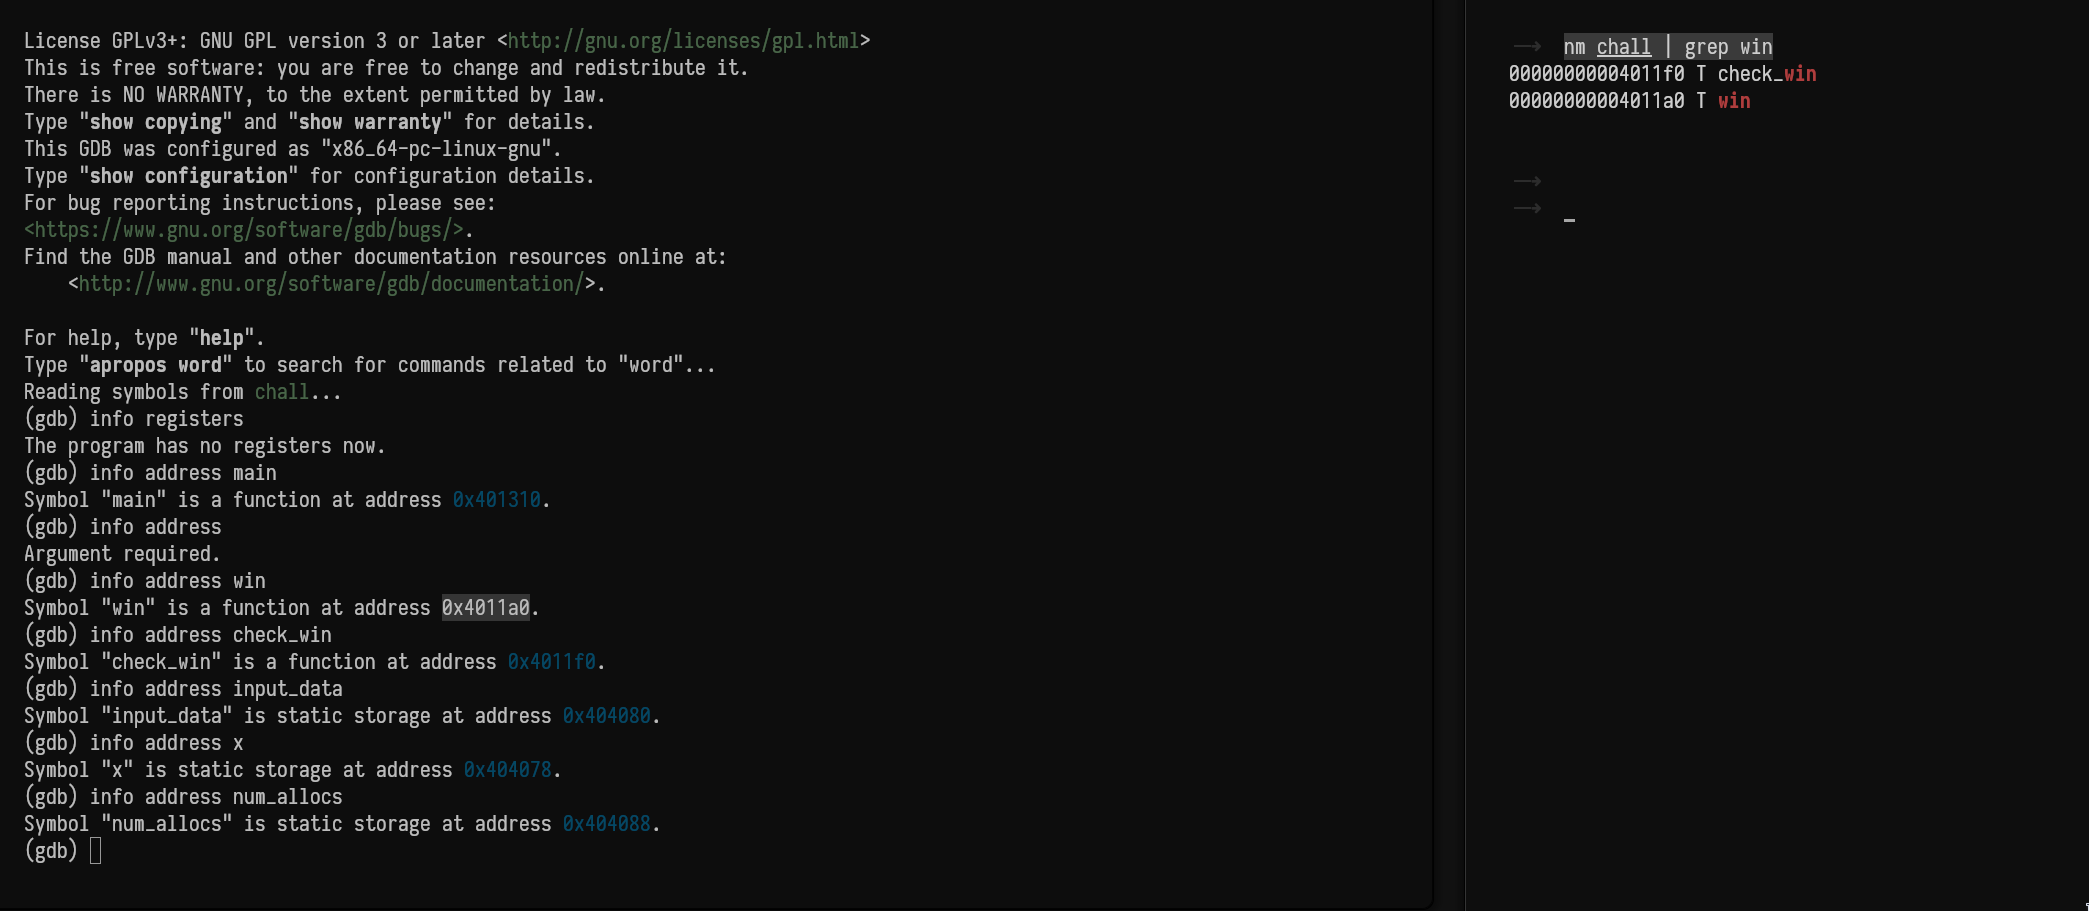 License GPLv3+: GNU GPL version 3 or later <http://gnu.org/licenses/gpl.html>
This is free software: you are free to change and redistribute it.
There is NO WARRANTY, to the extent permitted by law.
Type "show copying" and "show warranty" for details.
This GDB was configured as "x86_64-pc-linux-gnu".
Type "show configuration" for configuration details.
For bug reporting instructions, please see:
<https://www.gnu.org/software/gdb/bugs/>.
Find the GDB manual and other documentation resources online at:
    <http://www.gnu.org/software/gdb/documentation/>.

For help, type "help".
Type "apropos word" to search for commands related to "word"...
Reading symbols from chall...
(gdb) info registers
The program has no registers now.
(gdb) info address main
Symbol "main" is a function at address 0x401310.
(gdb) info address
Argument required.
(gdb) info address win
Symbol "win" is a function at address 0x4011a0.
(gdb) info address check_win
Symbol "check_win" is a function at address 0x4011f0.
(gdb) info address input_data
Symbol "input_data" is static storage at address 0x404080.
(gdb) info address x
Symbol "x" is static storage at address 0x404078.
(gdb) info address num_allocs
Symbol "num_allocs" is static storage at address 0x404088.
(gdb)
⟶ nm chall | grep win
00000000004011f0 T check_win
00000000004011a0 T win
⟶
⟶ _